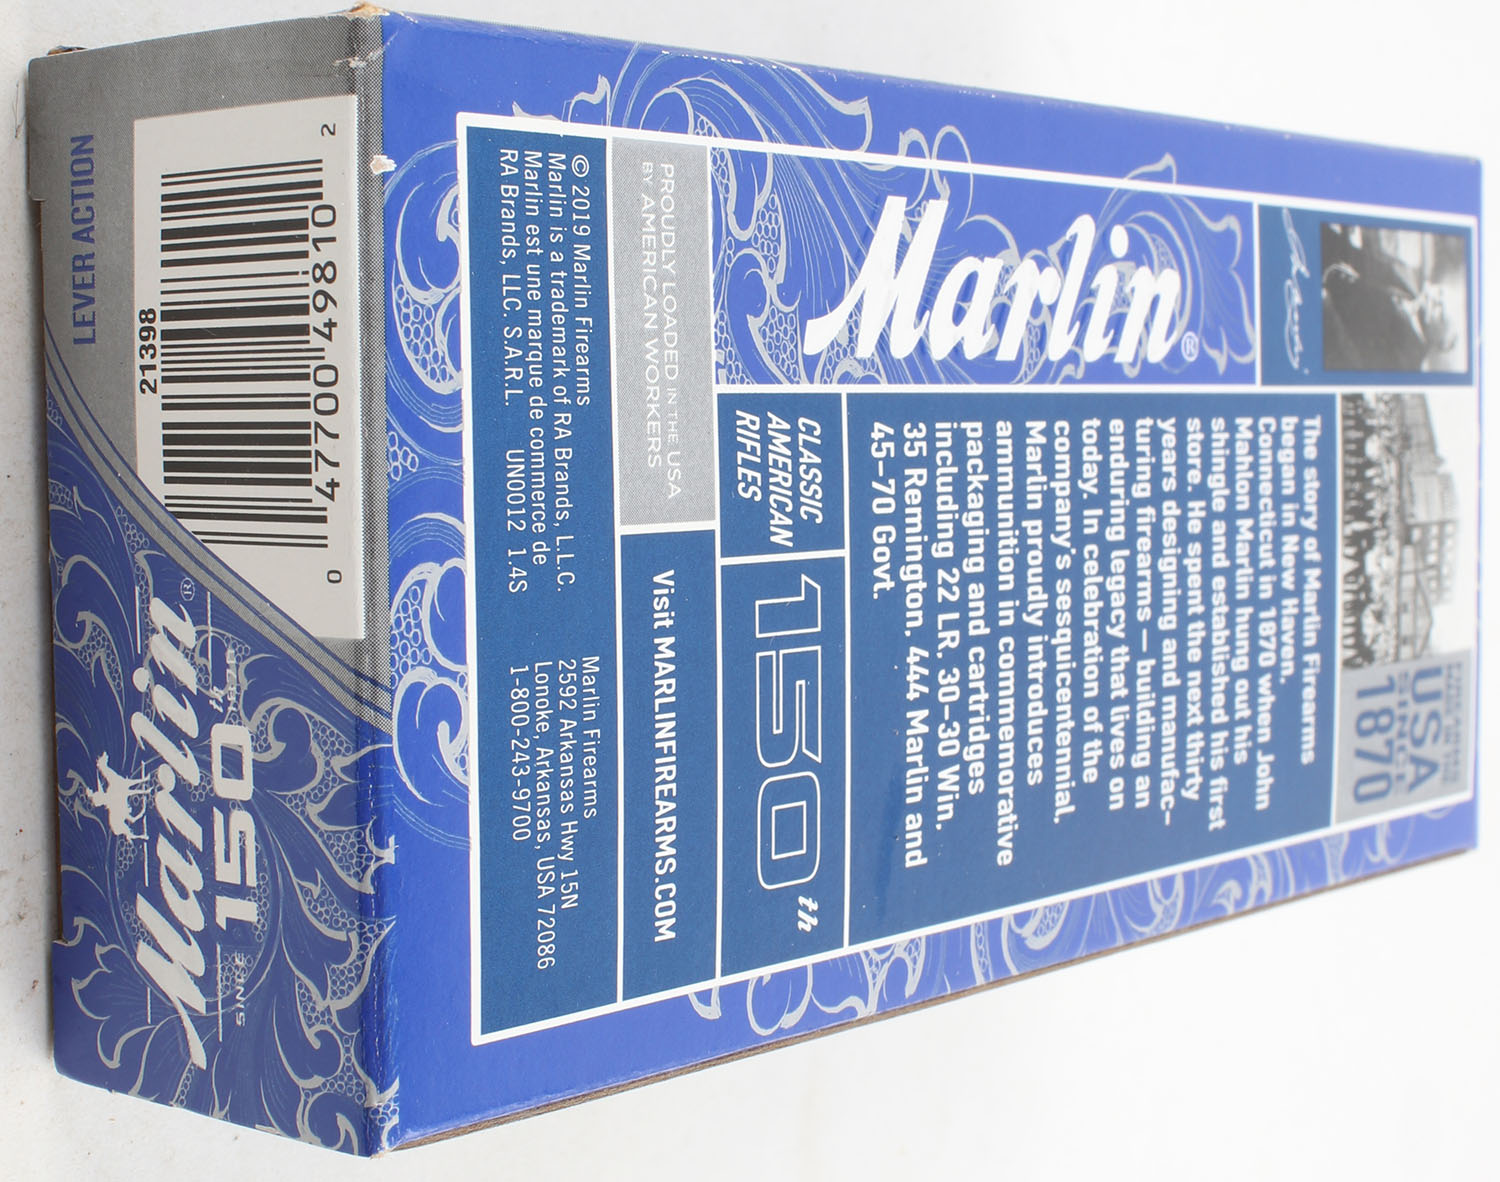 Marlin®
USA
SINCE
1870
The story of Marlin Firearms
began in New Haven,
Connecticut in 1870 when John
Mahlon Marlin hung out his
shingle and established his first
store. He spent the next thirty
years designing and manufac-
turing firearms – building an
enduring legacy that lives on
today. In celebration of the
company's sesquicentennial,
Marlin proudly introduces
ammunition in commemorative
packaging and cartridges
including 22 LR, 30-30 Win,
35 Remington, 444 Marlin and
45-70 Govt.
CLASSIC
AMERICAN
RIFLES
150th
PROUDLY LOADED IN THE USA
BY AMERICAN WORKERS
Visit MARLINFIREARMS.COM
© 2019 Marlin Firearms
Marlin is a trademark of RA Brands, L.L.C.
Marlin est une marque de commerce de
RA Brands, LLC. S.A.R.L. UN0012 1.4S
Marlin Firearms
2592 Arkansas Hwy 15N
Lonoke, Arkansas, USA 72086
1-800-243-9700
LEVER ACTION
21398
0 47700 49810 2
Marlin®
150
SINCE